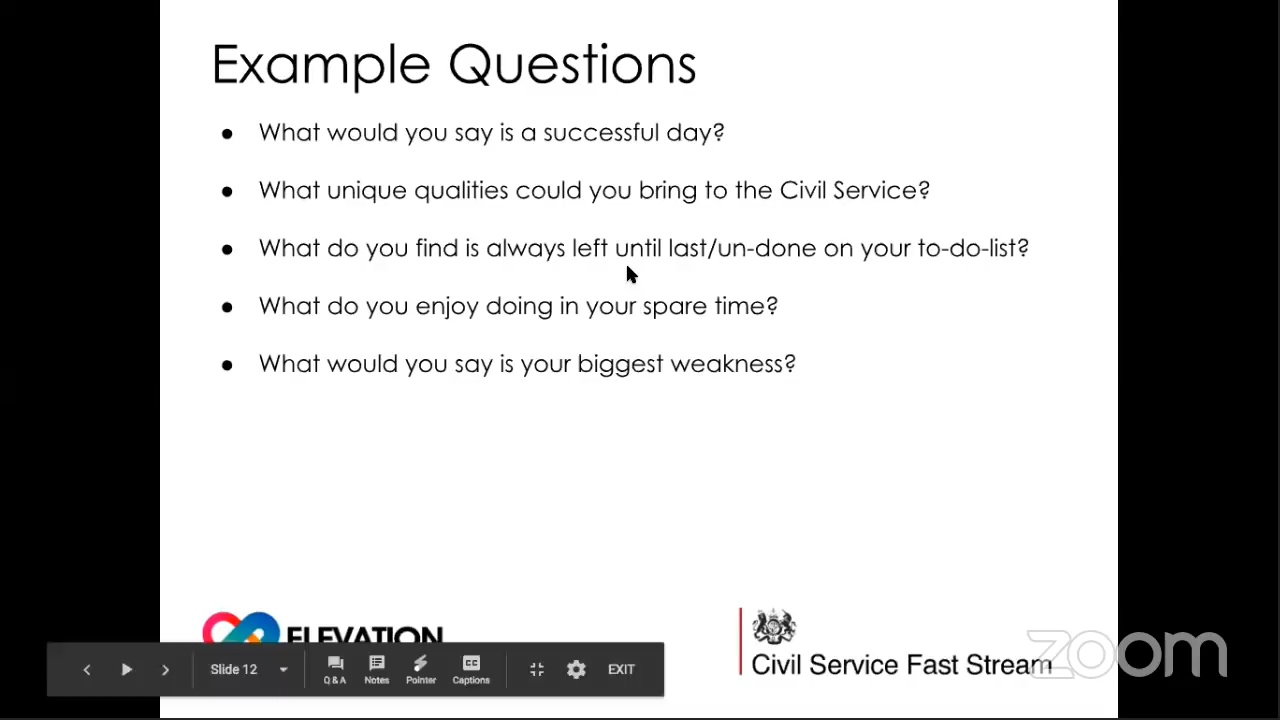 Example Questions
● What would you say is a successful day?
● What unique qualities could you bring to the Civil Service?
● What do you find is always left until last/un-done on your to-do-list?
● What do you enjoy doing in your spare time?
● What would you say is your biggest weakness?
ELEVATION
Civil Service Fast Stream
zoom
Slide 12
Q & A
Notes
Pointer
CC
Captions
EXIT